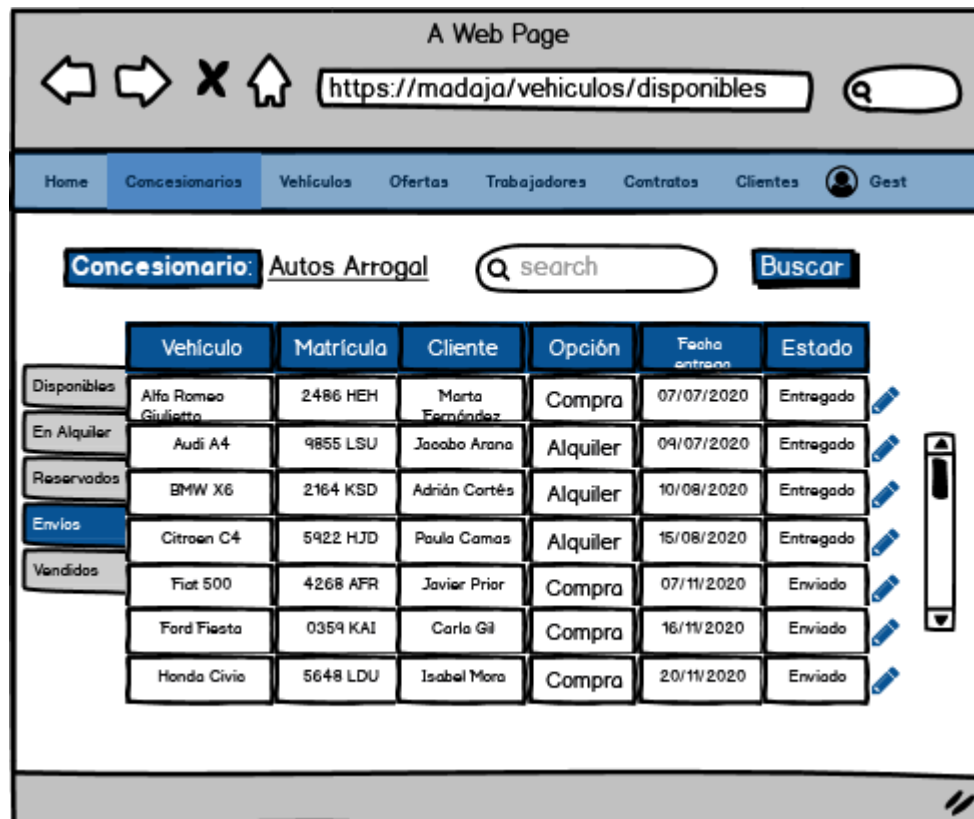 A Web Page
https://madaja/vehiculos/disponibles
Home Concesionarios Vehículos Ofertas Trabajadores Contratos Clientes Gest
Concesionario: Autos Arrogal search Buscar
Vehículo Matrícula Cliente Opción Fecha entrega Estado
Disponibles
En Alquiler
Reservados
Envíos
Vendidos
Alfa Romeo Giulietta 2486 HEH Marta Fernández Compra 07/07/2020 Entregado
Audi A4 9855 LSU Jacobo Arana Alquiler 09/07/2020 Entregado
BMW X6 2164 KSD Adrián Cortés Alquiler 10/08/2020 Entregado
Citroen C4 5922 HJD Paula Camas Alquiler 15/08/2020 Entregado
Fiat 500 4268 AFR Javier Prior Compra 07/11/2020 Enviado
Ford Fiesta 0359 KAI Carla Gil Compra 16/11/2020 Enviado
Honda Civic 5648 LDU Isabel Mora Compra 20/11/2020 Enviado